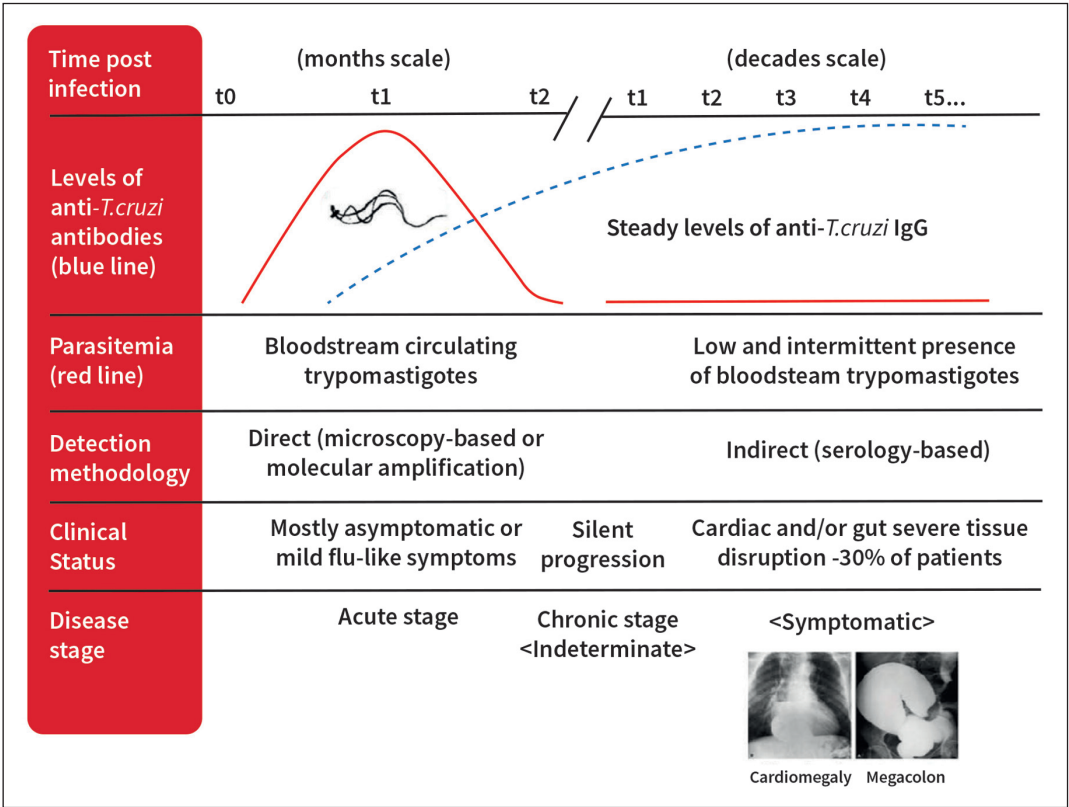 Time post
infection
(months scale)
(decades scale)
t0
t1
t2
t1
t2
t3
t4
t5...
Levels of
anti-T.cruzi
antibodies
(blue line)
Steady levels of anti-T.cruzi IgG
Parasitemia
(red line)
Bloodstream circulating
trypomastigotes
Low and intermittent presence
of bloodsteam trypomastigotes
Detection
methodology
Direct (microscopy-based or
molecular amplification)
Indirect (serology-based)
Clinical
Status
Mostly asymptomatic or
mild flu-like symptoms
Silent
progression
Cardiac and/or gut severe tissue
disruption -30% of patients
Disease
stage
Acute stage
Chronic stage
<Indeterminate>
<Symptomatic>
Cardiomegaly
Megacolon